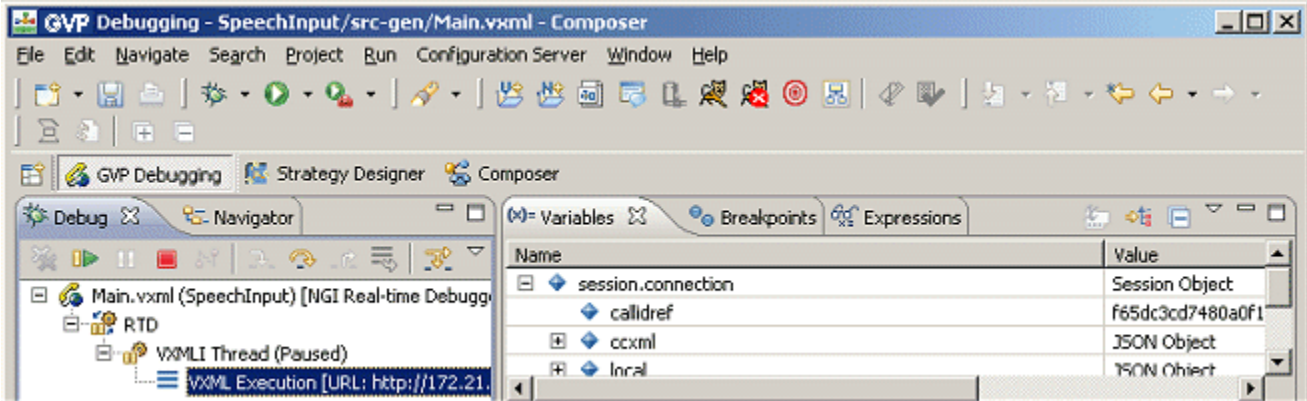 GVP Debugging - SpeechInput/src-gen/Main.vxml - Composer
File Edit Navigate Search Project Run Configuration Server Window Help
GVP Debugging Strategy Designer Composer
Debug Navigator
(x)= Variables Breakpoints Expressions
Name Value
session.connection Session Object
callidref f65dc3cd7480a0f1
ccxml JSON Object
local JSON Object
Main.vxml (SpeechInput) [NGI Real-time Debugge
RTD
VXMLI Thread (Paused)
VXML Execution [URL: http://172.21.